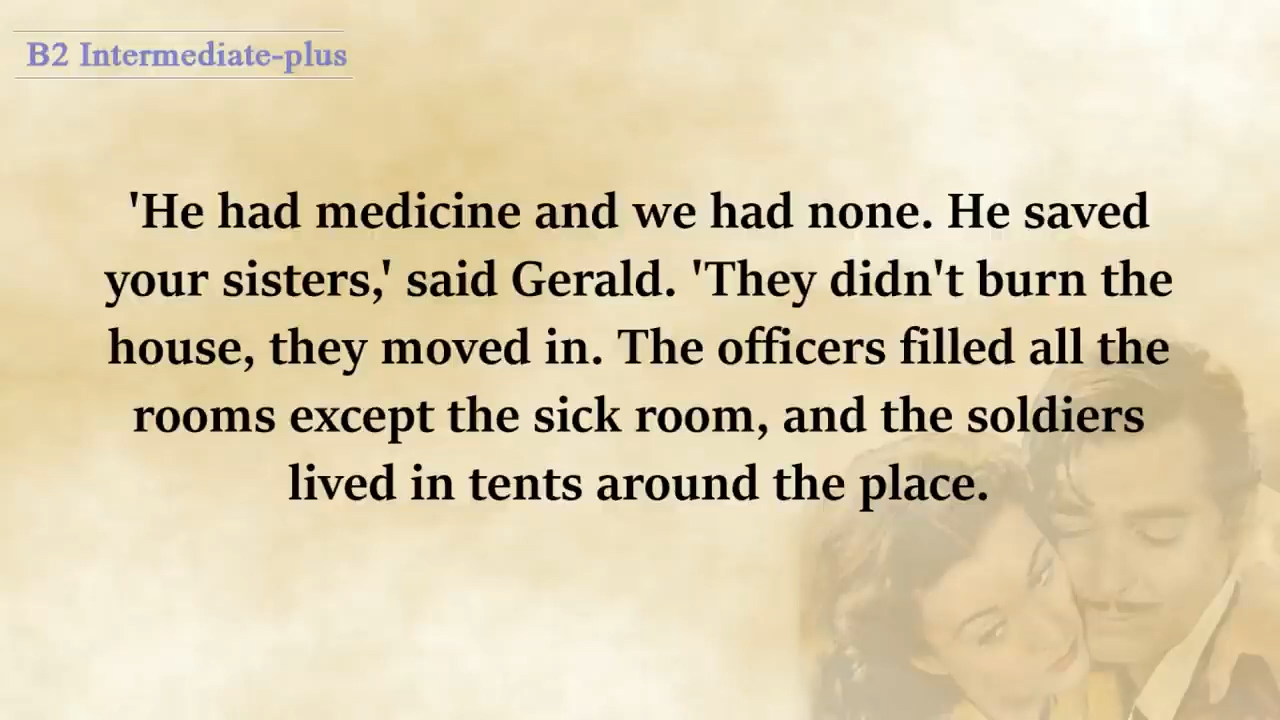 B2 Intermediate-plus
'He had medicine and we had none. He saved
your sisters,' said Gerald. 'They didn't burn the
house, they moved in. The officers filled all the
rooms except the sick room, and the soldiers
lived in tents around the place.